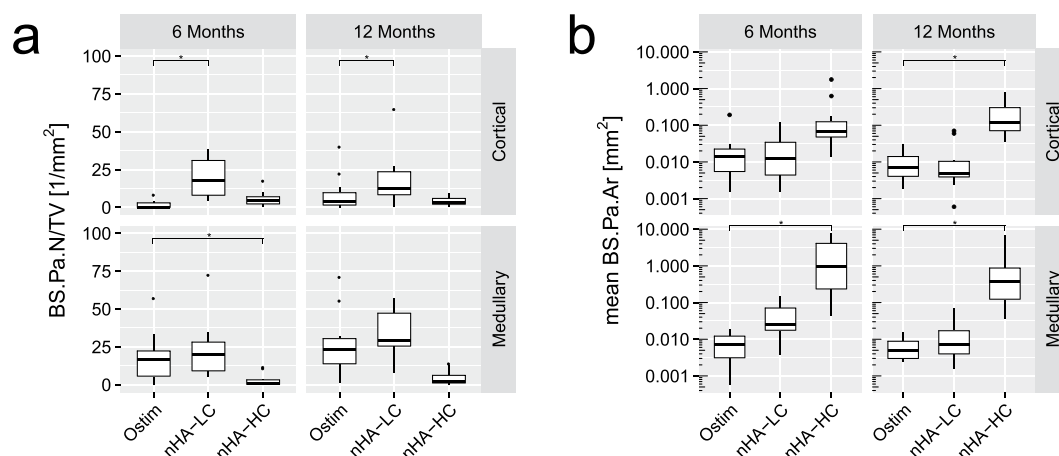 a
6 Months
12 Months
BS.Pa.N/TV [1/mm²]
100
75
50
25
0
*
*
Cortical
100
75
50
25
0
*
Medullary
Ostim
nHA−LC
nHA−HC
Ostim
nHA−LC
nHA−HC
b
6 Months
12 Months
mean BS.Pa.Ar [mm²]
10.000
1.000
0.100
0.010
0.001
*
Cortical
10.000
1.000
0.100
0.010
0.001
*
*
Medullary
Ostim
nHA−LC
nHA−HC
Ostim
nHA−LC
nHA−HC